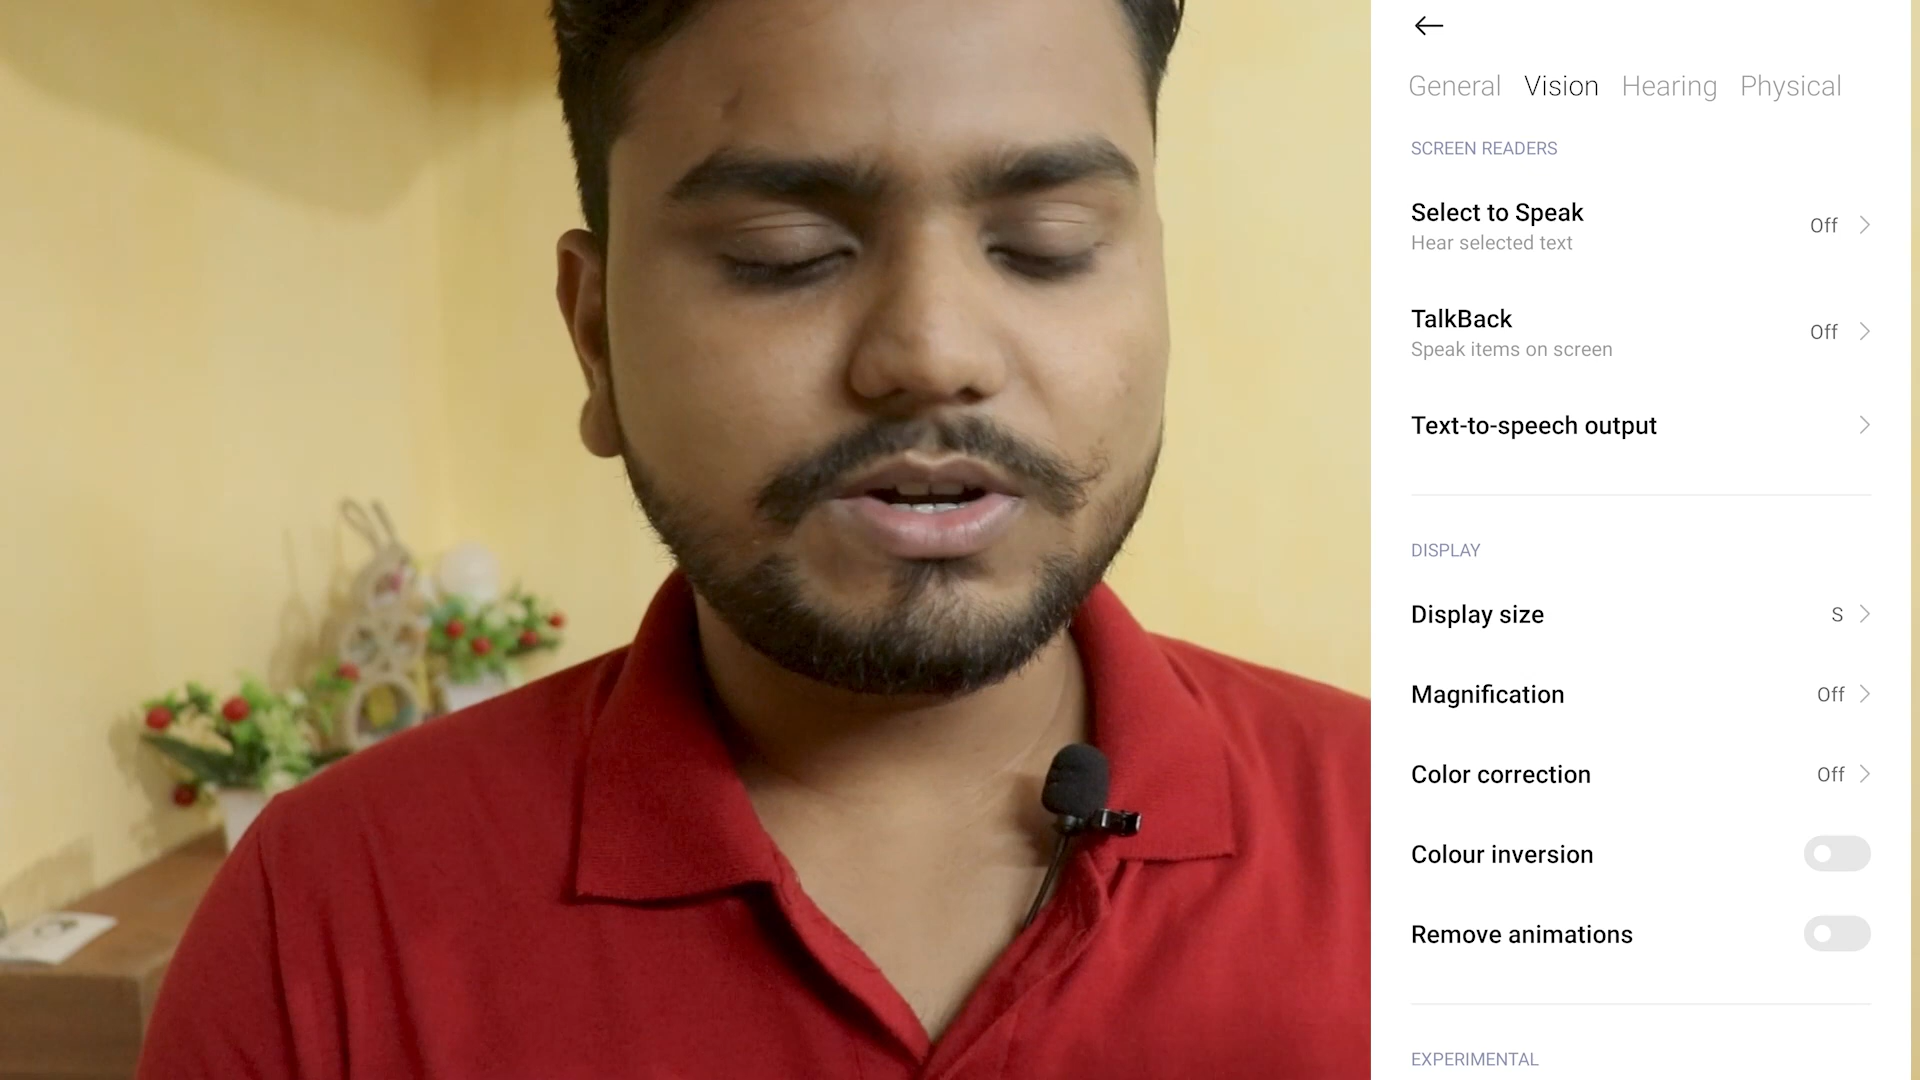 General Vision Hearing Physical
SCREEN READERS
Select to Speak
Hear selected text
Off
TalkBack
Speak items on screen
Off
Text-to-speech output
DISPLAY
Display size S
Magnification Off
Color correction Off
Colour inversion
Remove animations
EXPERIMENTAL